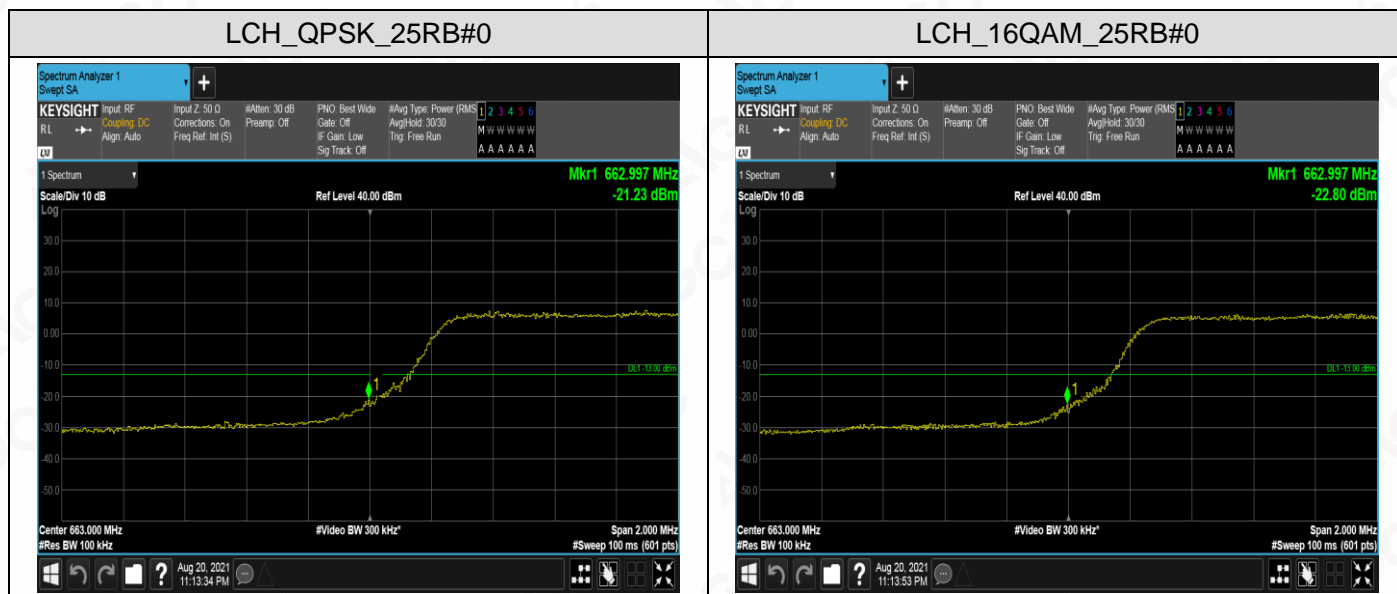 LCH_QPSK_25RB#0
Spectrum Analyzer 1
Swept SA
+
KEYSIGHT
RL
LXI
Input: RF
Coupling: DC
Align: Auto
Input Z: 50 Ω
Corrections: On
Freq Ref: Int (S)
#Atten: 30 dB
Preamp: Off
PNO: Best Wide
Gate: Off
IF Gain: Low
Sig Track: Off
#Avg Type: Power (RMS
Avg|Hold: 30/30
Trig: Free Run
1 2 3 4 5 6
M W W W W W
A A A A A A
1 Spectrum
Mkr1 662.997 MHz
Scale/Div 10 dB
Ref Level 40.00 dBm
-21.23 dBm
Log
30.0
20.0
10.0
0.00
-10.0
DL1 -13.00 dBm
1
-20.0
-30.0
-40.0
-50.0
Center 663.000 MHz
#Video BW 300 kHz*
Span 2.000 MHz
#Res BW 100 kHz
#Sweep 100 ms (601 pts)
?
Aug 20, 2021
11:13:34 PM
LCH_16QAM_25RB#0
Spectrum Analyzer 1
Swept SA
+
KEYSIGHT
RL
LXI
Input: RF
Coupling: DC
Align: Auto
Input Z: 50 Ω
Corrections: On
Freq Ref: Int (S)
#Atten: 30 dB
Preamp: Off
PNO: Best Wide
Gate: Off
IF Gain: Low
Sig Track: Off
#Avg Type: Power (RMS
Avg|Hold: 30/30
Trig: Free Run
1 2 3 4 5 6
M W W W W W
A A A A A A
1 Spectrum
Mkr1 662.997 MHz
Scale/Div 10 dB
Ref Level 40.00 dBm
-22.80 dBm
Log
30.0
20.0
10.0
0.00
-10.0
DL1 -13.00 dBm
1
-20.0
-30.0
-40.0
-50.0
Center 663.000 MHz
#Video BW 300 kHz*
Span 2.000 MHz
#Res BW 100 kHz
#Sweep 100 ms (601 pts)
?
Aug 20, 2021
11:13:53 PM